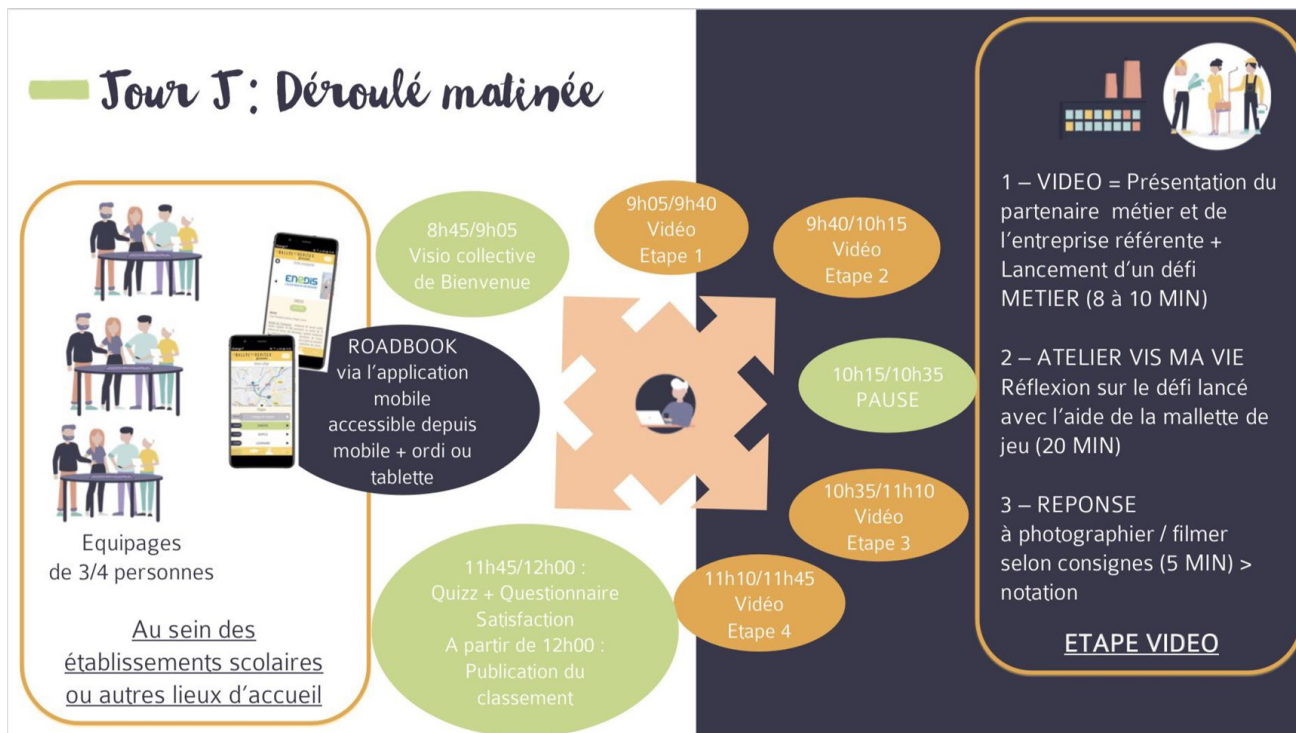 Jour J : Déroulé matinée
8h45/9h05
Visio collective
de Bienvenue
9h05/9h40
Vidéo
Etape 1
9h40/10h15
Vidéo
Etape 2
10h15/10h35
PAUSE
10h35/11h10
Vidéo
Etape 3
11h10/11h45
Vidéo
Etape 4
11h45/12h00 :
Quizz + Questionnaire
Satisfaction
A partir de 12h00 :
Publication du
classement
ENEDIS
ROADBOOK
via l’application
mobile
accessible depuis
mobile + ordi ou
tablette
Equipages
de 3/4 personnes
Au sein des
établissements scolaires
ou autres lieux d’accueil
1 – VIDEO = Présentation du
partenaire métier et de
l’entreprise référente +
Lancement d’un défi
METIER (8 à 10 MIN)
2 – ATELIER VIS MA VIE
Réflexion sur le défi lancé
avec l’aide de la mallette de
jeu (20 MIN)
3 – REPONSE
à photographier / filmer
selon consignes (5 MIN) >
notation
ETAPE VIDEO